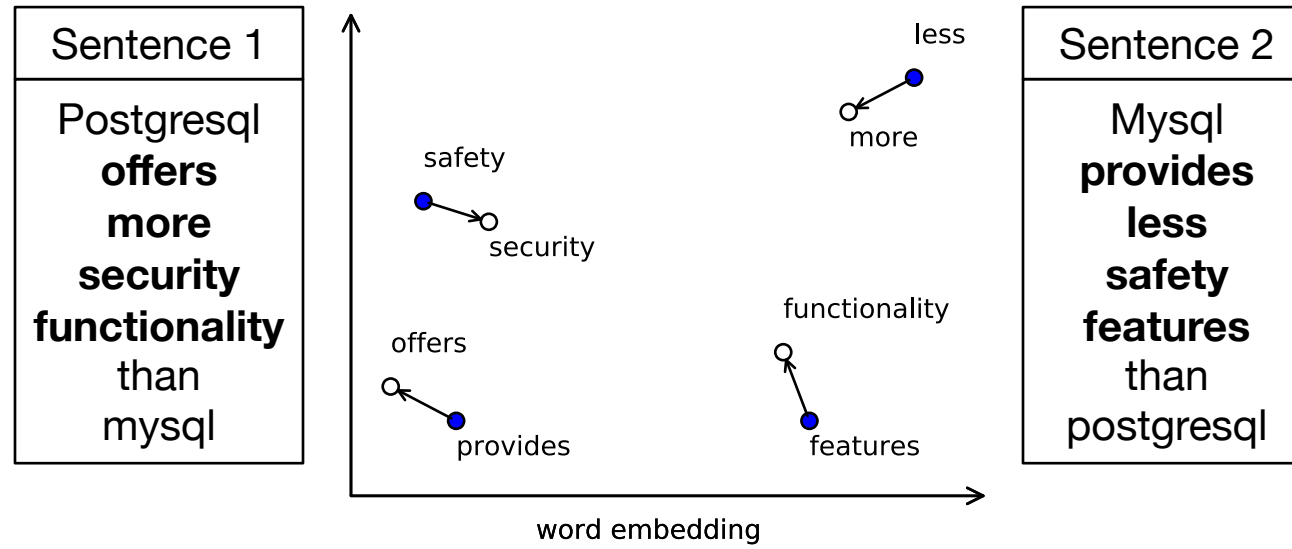 Sentence 1
Postgresql
offers
more
security
functionality
than
mysql
less
more
safety
security
functionality
offers
provides
features
word embedding
Sentence 2
Mysql
provides
less
safety
features
than
postgresql